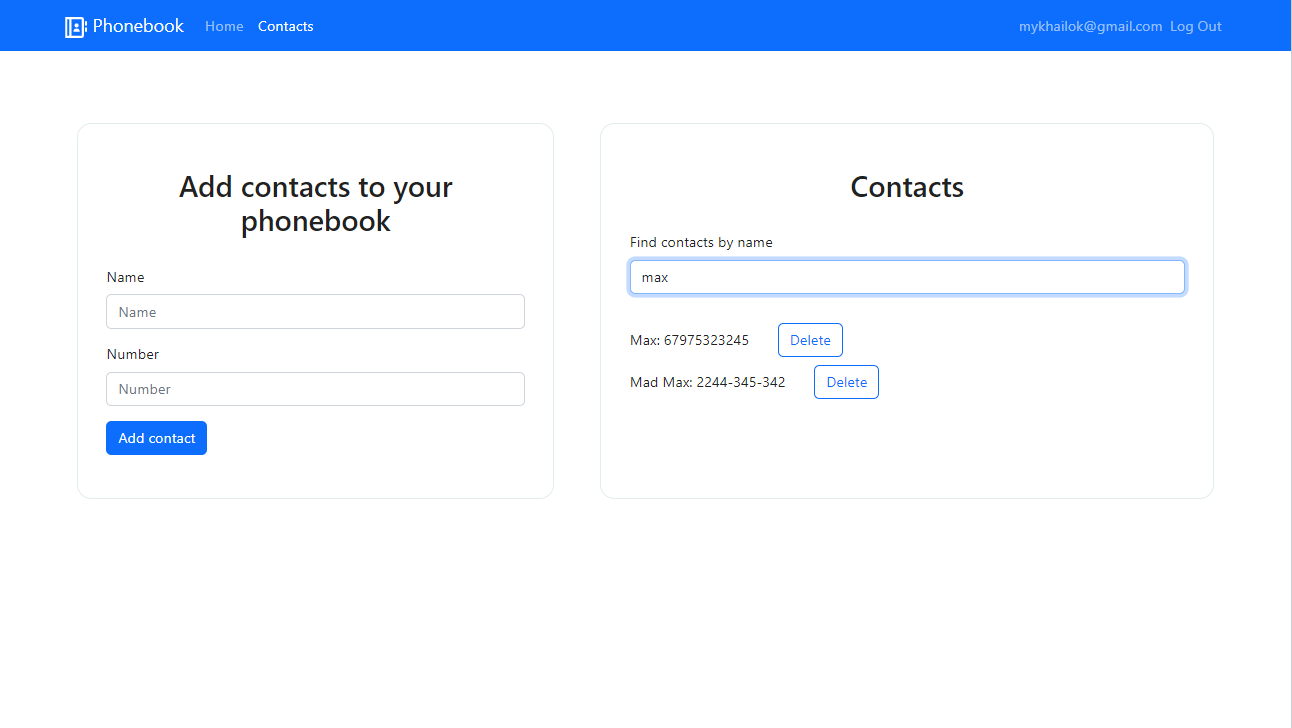 Phonebook Home Contacts mykhailok@gmail.com Log Out
Add contacts to your
phonebook
Name
Name
Number
Number
Add contact
Contacts
Find contacts by name
max
Max: 67975323245 Delete
Mad Max: 2244-345-342 Delete